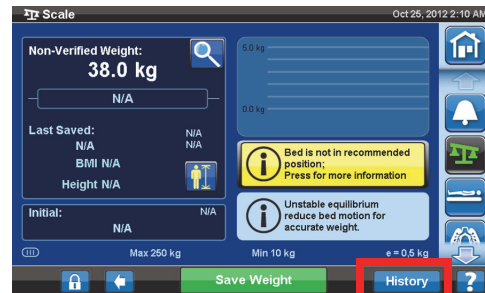 Scale
Oct 25, 2012 2:10 AM
Non-Verified Weight:
38.0 kg
N/A
Last Saved: N/A
N/A N/A
BMI N/A
Height N/A
Initial: N/A
N/A
5.0 kg
0.0 kg
Bed is not in recommended
position;
Press for more information
Unstable equilibrium
reduce bed motion for
accurate weight.
Max 250 kg
Min 10 kg
e = 0,5 kg
Save Weight
History
?